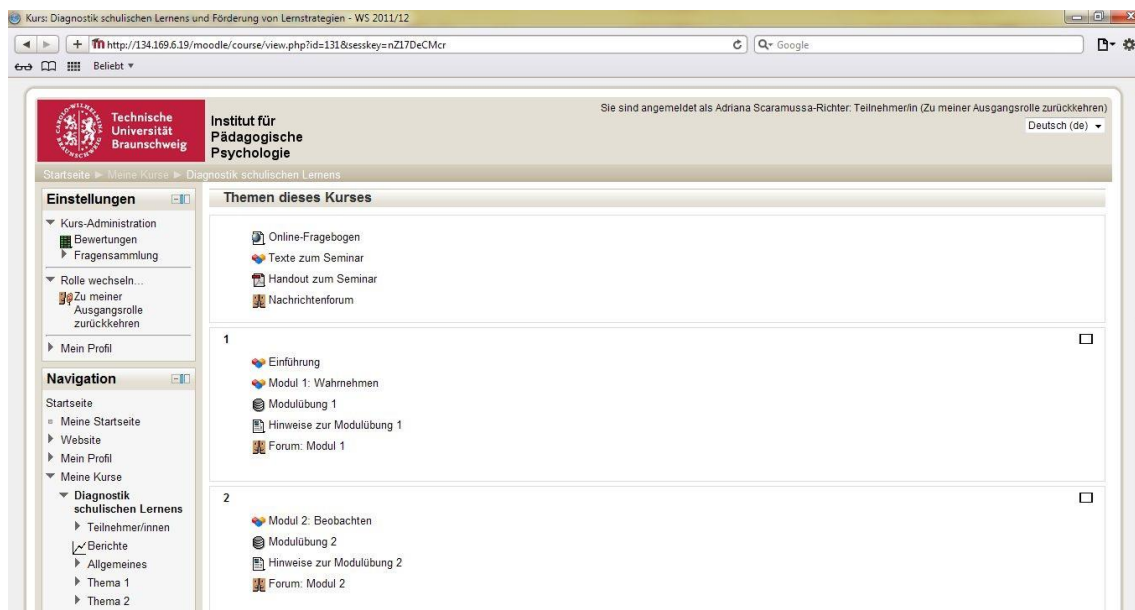 Kurs: Diagnostik schulischen Lernens und Förderung von Lernstrategien - WS 2011/12
http://134.169.6.19/moodle/course/view.php?id=131&sesskey=nZ17DeCMcr
Google
Beliebt
Sie sind angemeldet als Adriana Scaramussa-Richter: Teilnehmer/in (Zu meiner Ausgangsrolle zurückkehren)
Deutsch (de)
Technische
Universität
Braunschweig
Institut für
Pädagogische
Psychologie
Startseite ► Meine Kurse ► Diagnostik schulischen Lernens
Einstellungen
Kurs-Administration
Bewertungen
Fragensammlung
Rolle wechseln...
Zu meiner
Ausgangsrolle
zurückkehren
Mein Profil
Navigation
Startseite
Meine Startseite
Website
Mein Profil
Meine Kurse
Diagnostik
schulischen Lernens
Teilnehmer/innen
Berichte
Allgemeines
Thema 1
Thema 2
Themen dieses Kurses
Online-Fragebogen
Texte zum Seminar
Handout zum Seminar
Nachrichtenforum
1
Einführung
Modul 1: Wahrnehmen
Modulübung 1
Hinweise zur Modulübung 1
Forum: Modul 1
2
Modul 2: Beobachten
Modulübung 2
Hinweise zur Modulübung 2
Forum: Modul 2